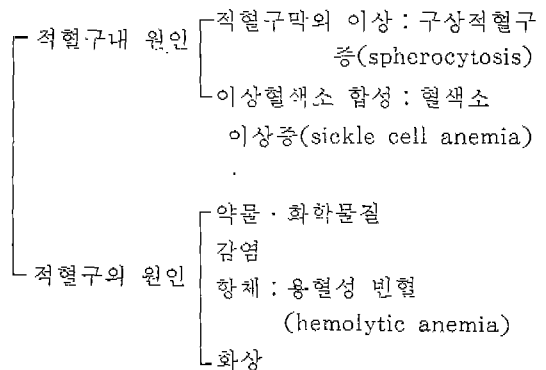 적혈구막의 이상 : 구상적혈구
적혈구내 원인
증(spherocytosis)
이상혈색소 합성 : 혈색소
이상증(sickle cell anemia)
약물 · 화학물질
감염
적혈구외 원인
항체 : 용혈성 빈혈
(hemolytic anemia)
화상